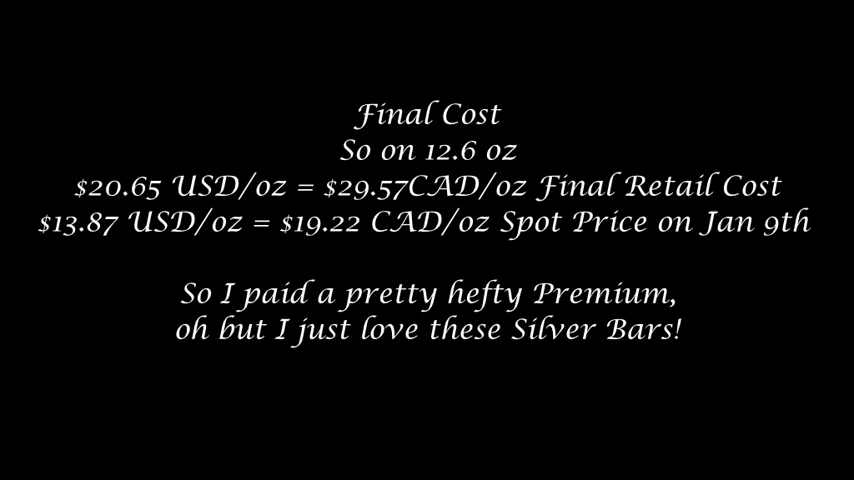 Final Cost
So on 12.6 oz
$20.65 USD/oz = $29.57CAD/oz Final Retail Cost
$13.87 USD/oz = $19.22 CAD/oz Spot Price on Jan 9th
So I paid a pretty hefty Premium,
oh but I just love these Silver Bars!